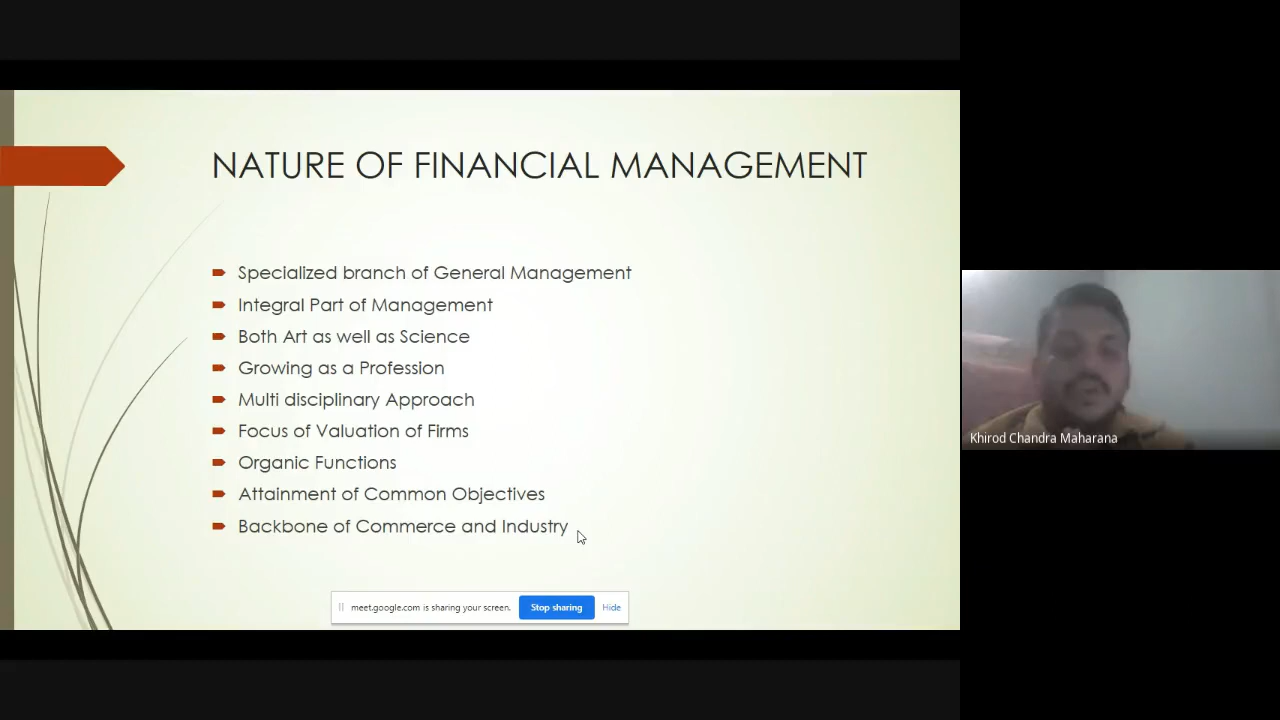 NATURE OF FINANCIAL MANAGEMENT
Specialized branch of General Management
Integral Part of Management
Both Art as well as Science
Growing as a Profession
Multi disciplinary Approach
Focus of Valuation of Firms
Organic Functions
Attainment of Common Objectives
Backbone of Commerce and Industry
meet.google.com is sharing your screen. Stop sharing Hide
Khirod Chandra Maharana